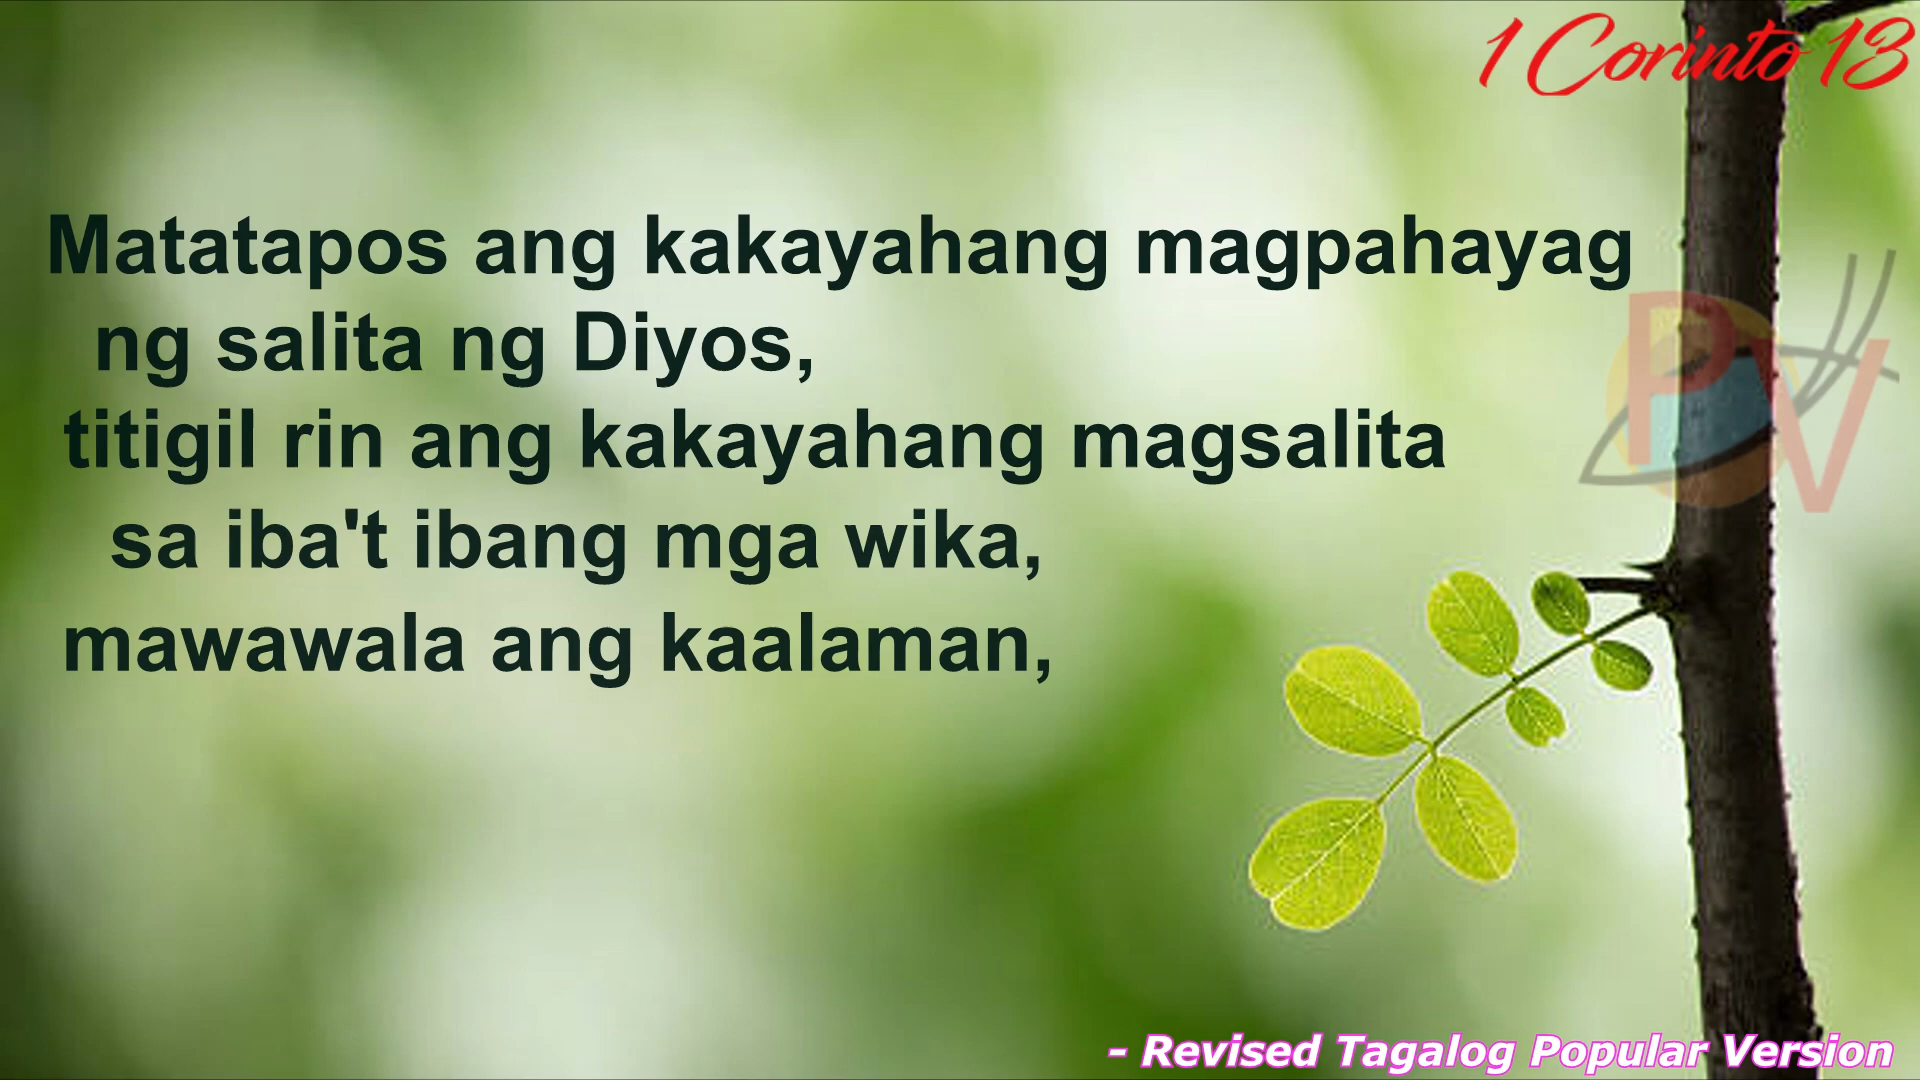 1 Corinto 13
Matatapos ang kakayahang magpahayag
ng salita ng Diyos,
titigil rin ang kakayahang magsalita
sa iba't ibang mga wika,
mawawala ang kaalaman,
PV
- Revised Tagalog Popular Version